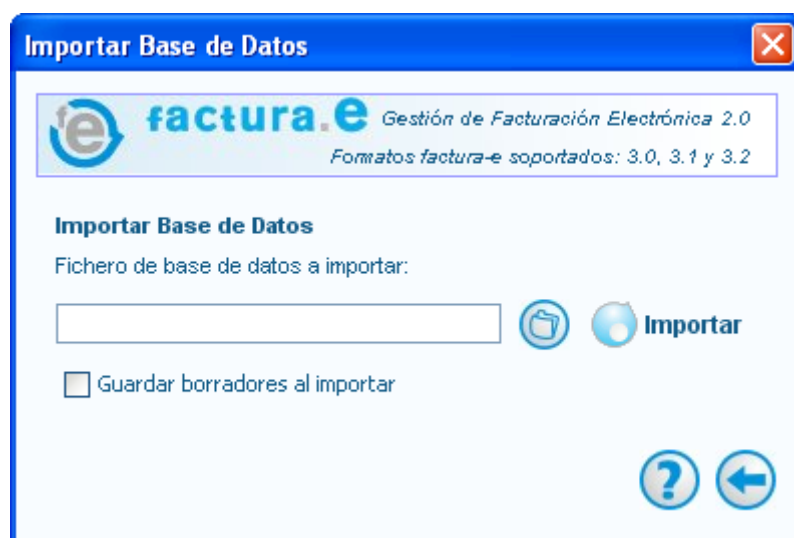 Importar Base de Datos
factura.e Gestión de Facturación Electrónica 2.0
Formatos factura-e soportados: 3.0, 3.1 y 3.2
Importar Base de Datos
Fichero de base de datos a importar:
Importar
Guardar borradores al importar